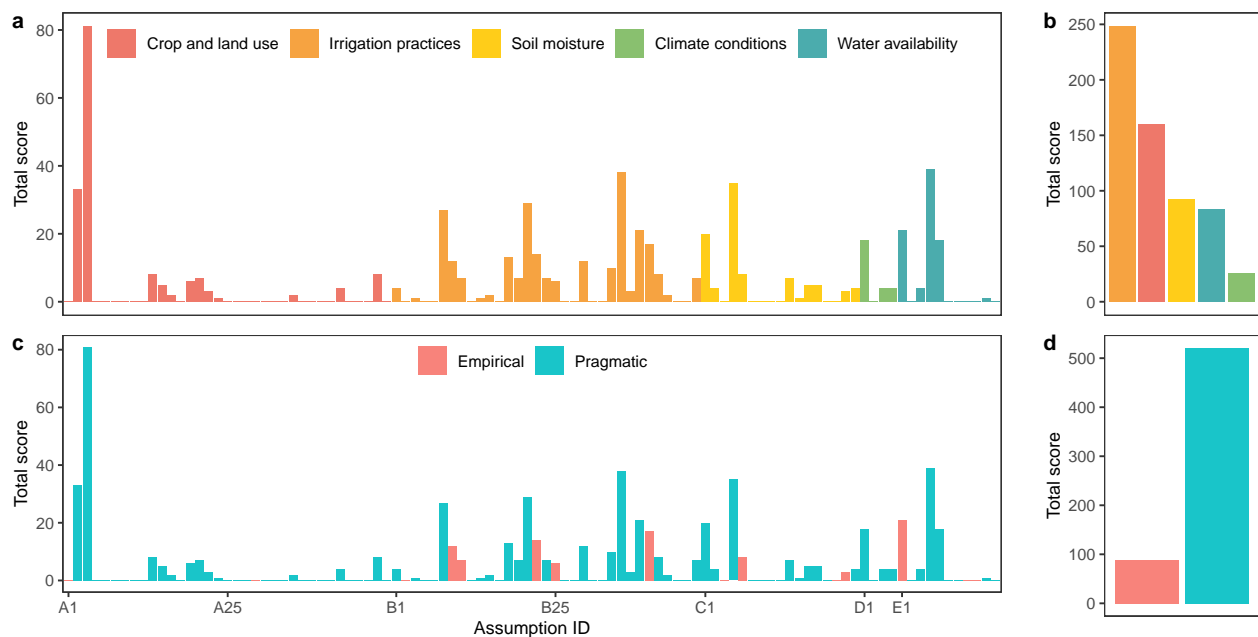 a
Crop and land use Irrigation practices Soil moisture Climate conditions Water availability
Total score
80
60
40
20
0
b
Total score
250
200
150
100
50
0
c
Empirical Pragmatic
Total score
80
60
40
20
0
A1 A25 B1 B25 C1 D1 E1
Assumption ID
d
Total score
500
400
300
200
100
0